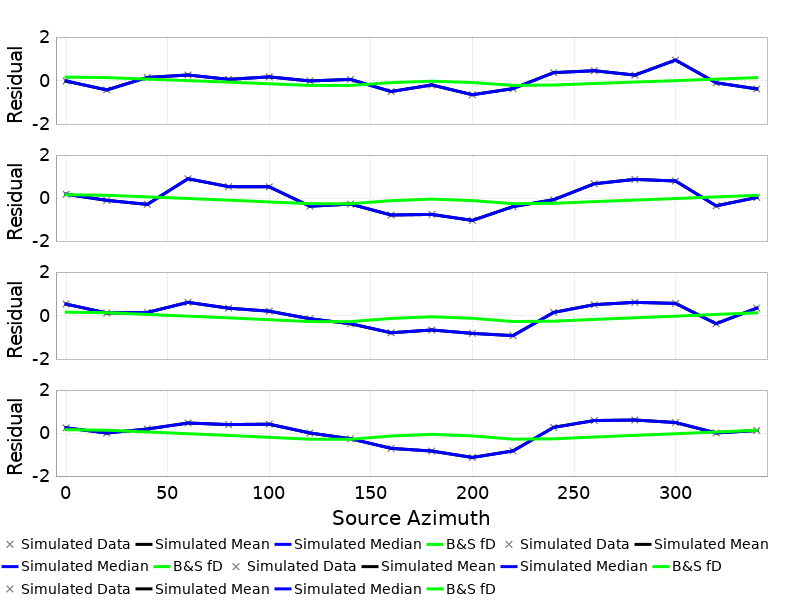 2
0
-2
Residual
2
0
-2
Residual
2
0
-2
Residual
2
0
-2
Residual
0 50 100 150 200 250 300
Source Azimuth
× Simulated Data Simulated Mean Simulated Median B&S fD × Simulated Data Simulated Mean
Simulated Median B&S fD × Simulated Data Simulated Mean Simulated Median B&S fD
× Simulated Data Simulated Mean Simulated Median B&S fD